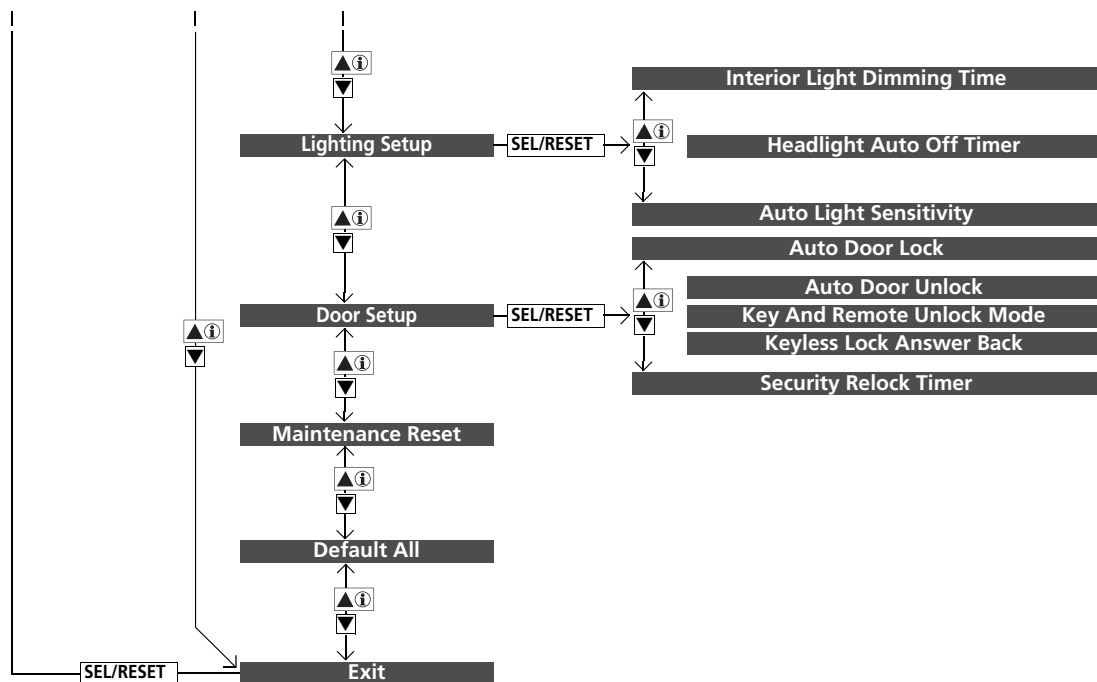 Interior Light Dimming Time
Lighting Setup
SEL/RESET
Headlight Auto Off Timer
Auto Light Sensitivity
Auto Door Lock
Auto Door Unlock
Door Setup
SEL/RESET
Key And Remote Unlock Mode
Keyless Lock Answer Back
Security Relock Timer
Maintenance Reset
Default All
SEL/RESET
Exit